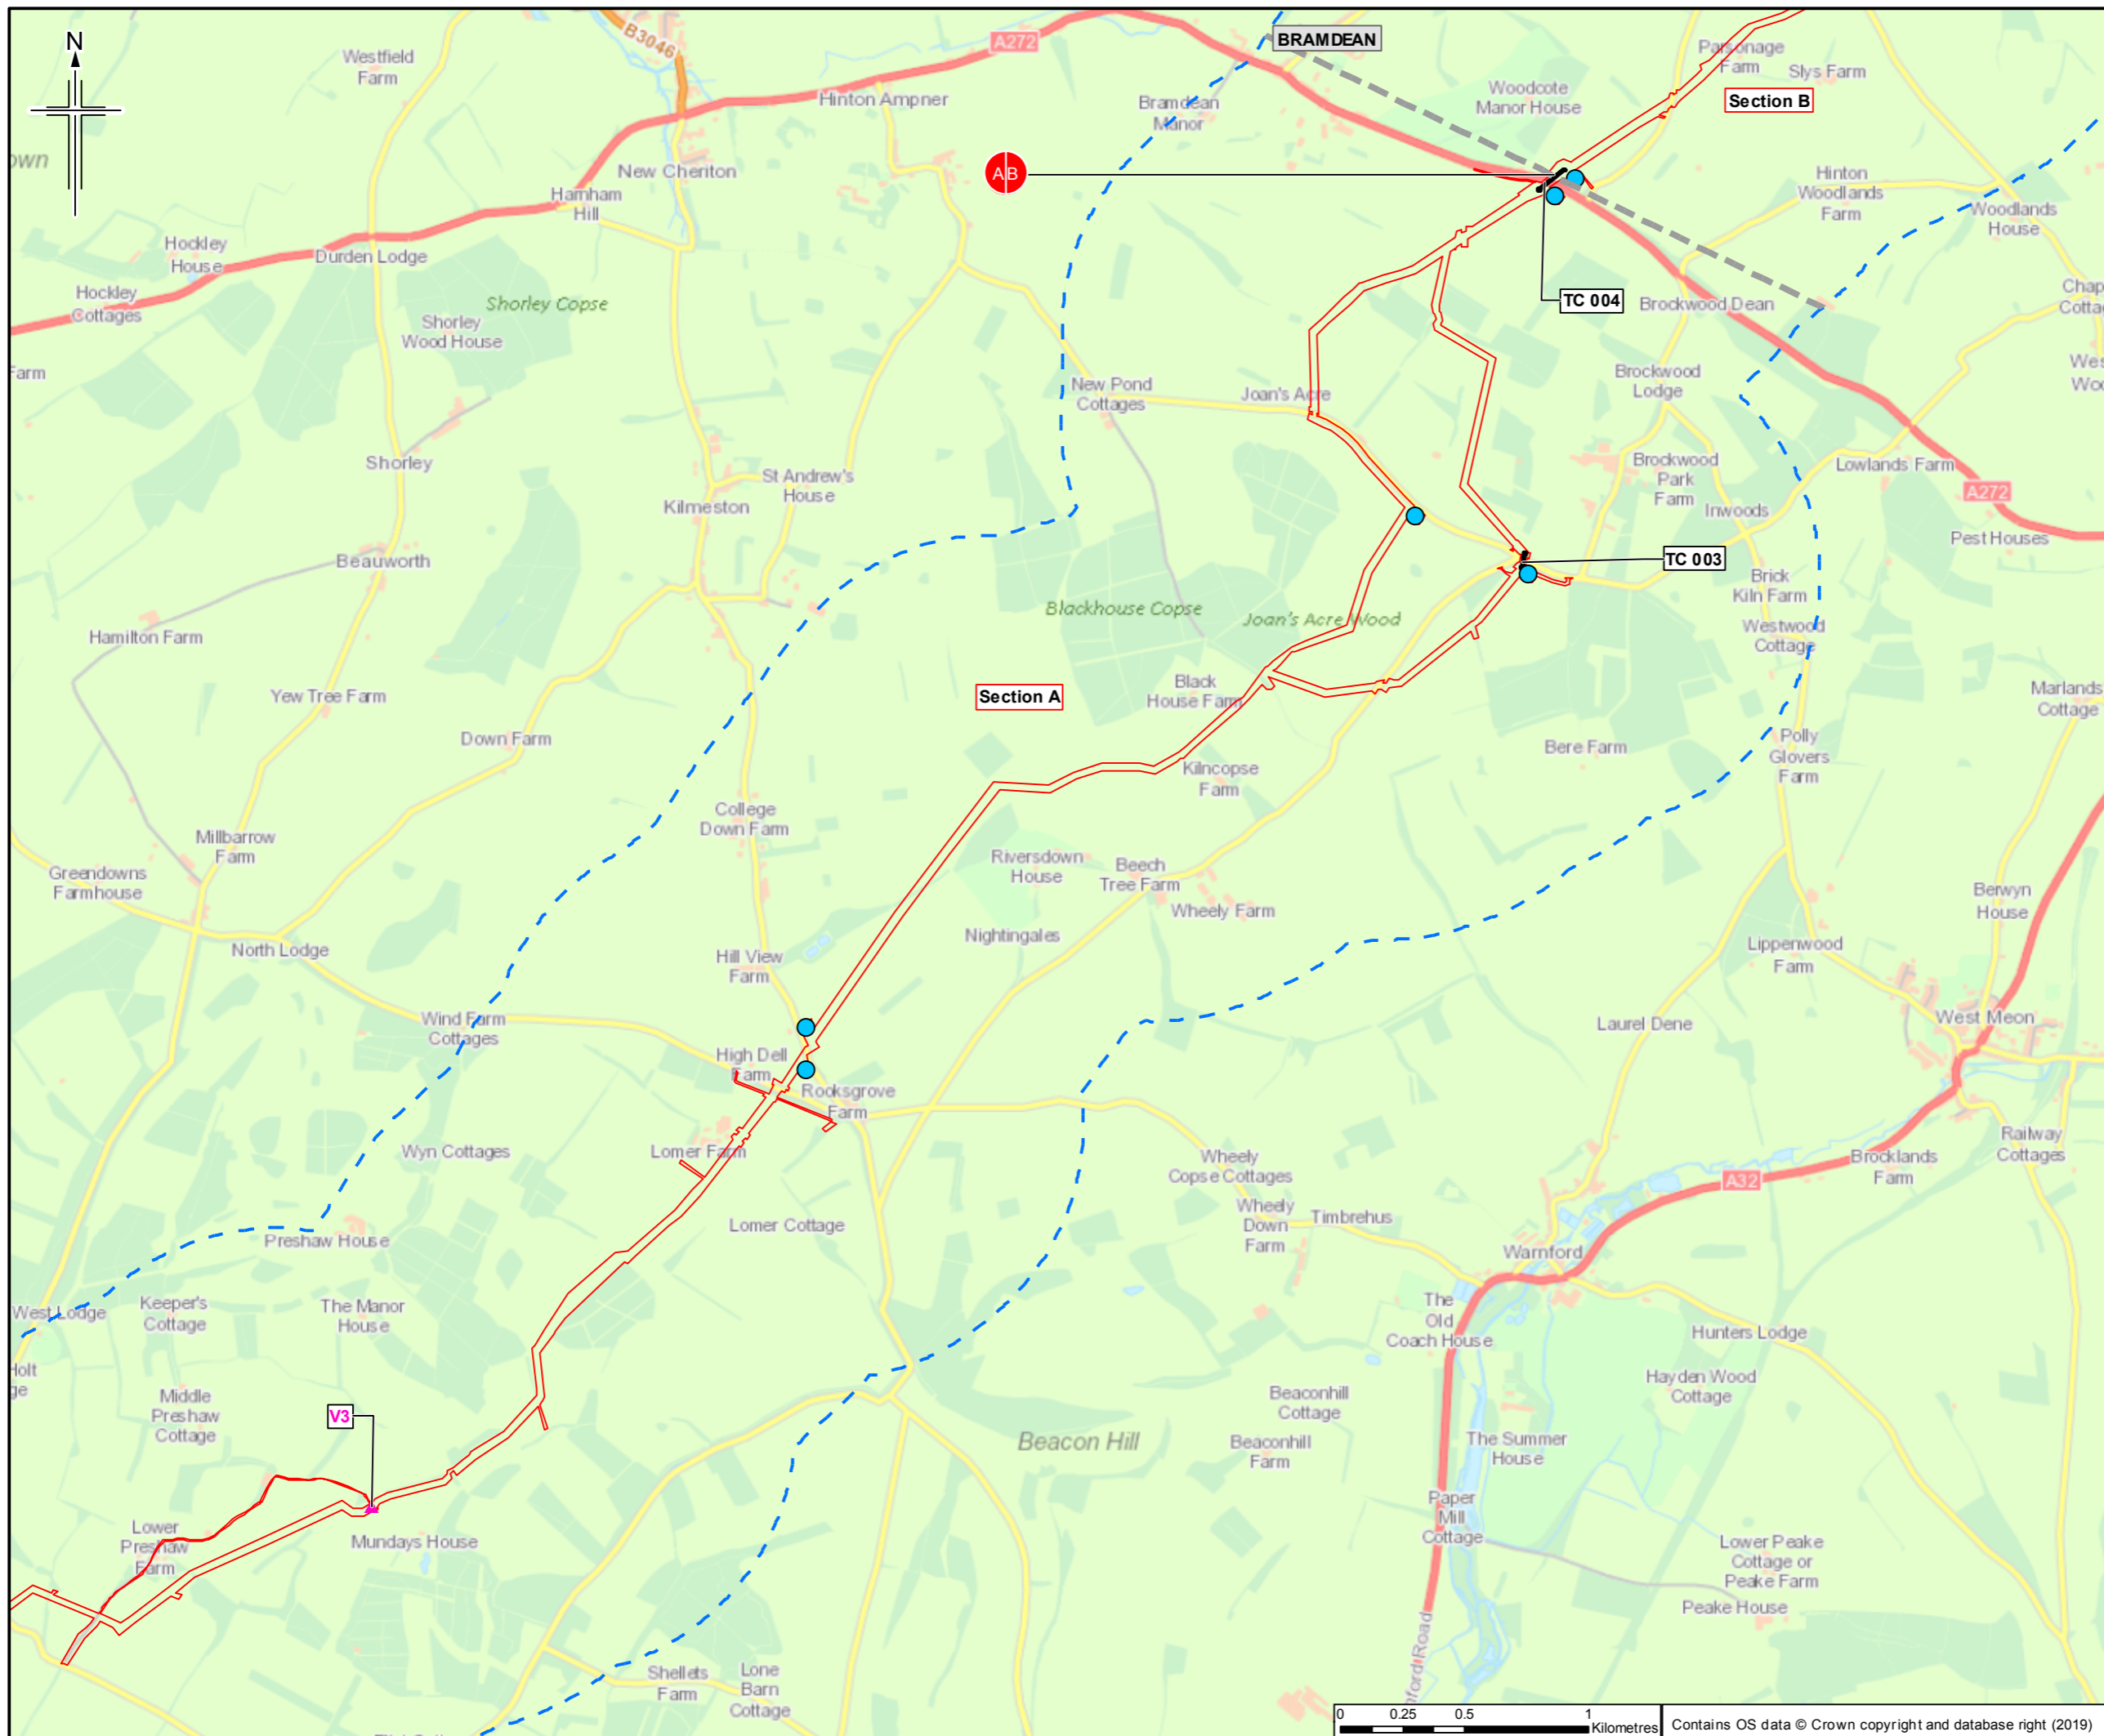 N
B3046
A272
BRAMDEAN
Westfield
Farm
Parsonage
Farm
Slys Farm
Hinton Ampner
Bramdean
Manor
Woodcote
Manor House
Section B
New Cheriton
A B
Hinton
Woodlands
Farm
Harnham
Hill
Woodlands
House
Hockley
House
Durden Lodge
Hockley
Cottages
Shorley Copse
Shorley
Wood House
TC 004
Brockwood Dean
New Pond
Cottages
Joan's Acre
Brockwood
Lodge
Shorley
St Andrew's
House
Kilmeston
Brockwood
Park
Farm
Inwoods
Lowlands Farm
A272
Pest Houses
Beauworth
TC 003
Brick
Kiln Farm
Hamilton Farm
Blackhouse Copse
Joan's Acre Wood
Westwood
Cottage
Yew Tree Farm
Section A
Black
House Farm
Marlands
Cottage
Down Farm
Bere Farm
Polly
Glovers
Farm
Kilncopse
Farm
College
Down Farm
Millbarrow
Farm
Greendowns
Farmhouse
Riversdown
House
Beech
Tree Farm
Wheely Farm
Berwyn
House
North Lodge
Nightingales
Hill View
Farm
Lippenwood
Farm
Wind Farm
Cottages
Laurel Dene
West Meon
High Dell
Farm
Rocksgrove
Farm
Wyn Cottages
Lomer Farm
Wheely
Copse Cottages
Railway
Cottages
Brocklands
Farm
A32
Lomer Cottage
Wheely
Down
Farm
Timbrehus
Preshaw House
Warnford
West Lodge
Keeper's
Cottage
The Manor
House
The
Old
Coach House
Hunters Lodge
Middle
Preshaw
Cottage
V3
Hayden Wood
Cottage
Beaconhill
Cottage
Beacon Hill
Beaconhill
Farm
The Summer
House
Paper
Mill
Cottage
Lower
Preshaw
Farm
Mundays House
Lower Peake
Cottage or
Peake Farm
Peake House
Shellets
Farm
Lone
Barn
Cottage
0 0.25 0.5 1
Kilometres
Contains OS data © Crown copyright and database right (2019)